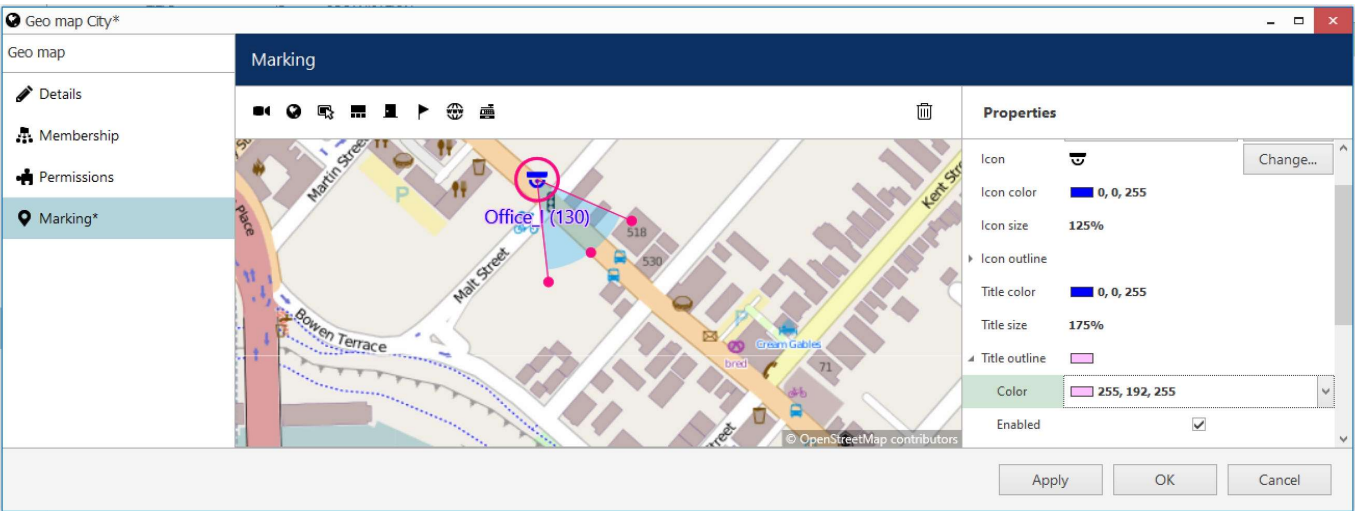 Geo map City*
Geo map
Details
Membership
Permissions
Marking*
Marking
Properties
Icon
Change...
Icon color
0, 0, 255
Icon size
125%
Icon outline
Title color
0, 0, 255
Title size
175%
Title outline
Color
255, 192, 255
Enabled
Martin Street
Place
P
Office_1 (130)
518
530
Kent Str
Malt Street
Bowen Terrace
P
Cream Gables
bred
71
treet
© OpenStreetMap contributors
Apply
OK
Cancel